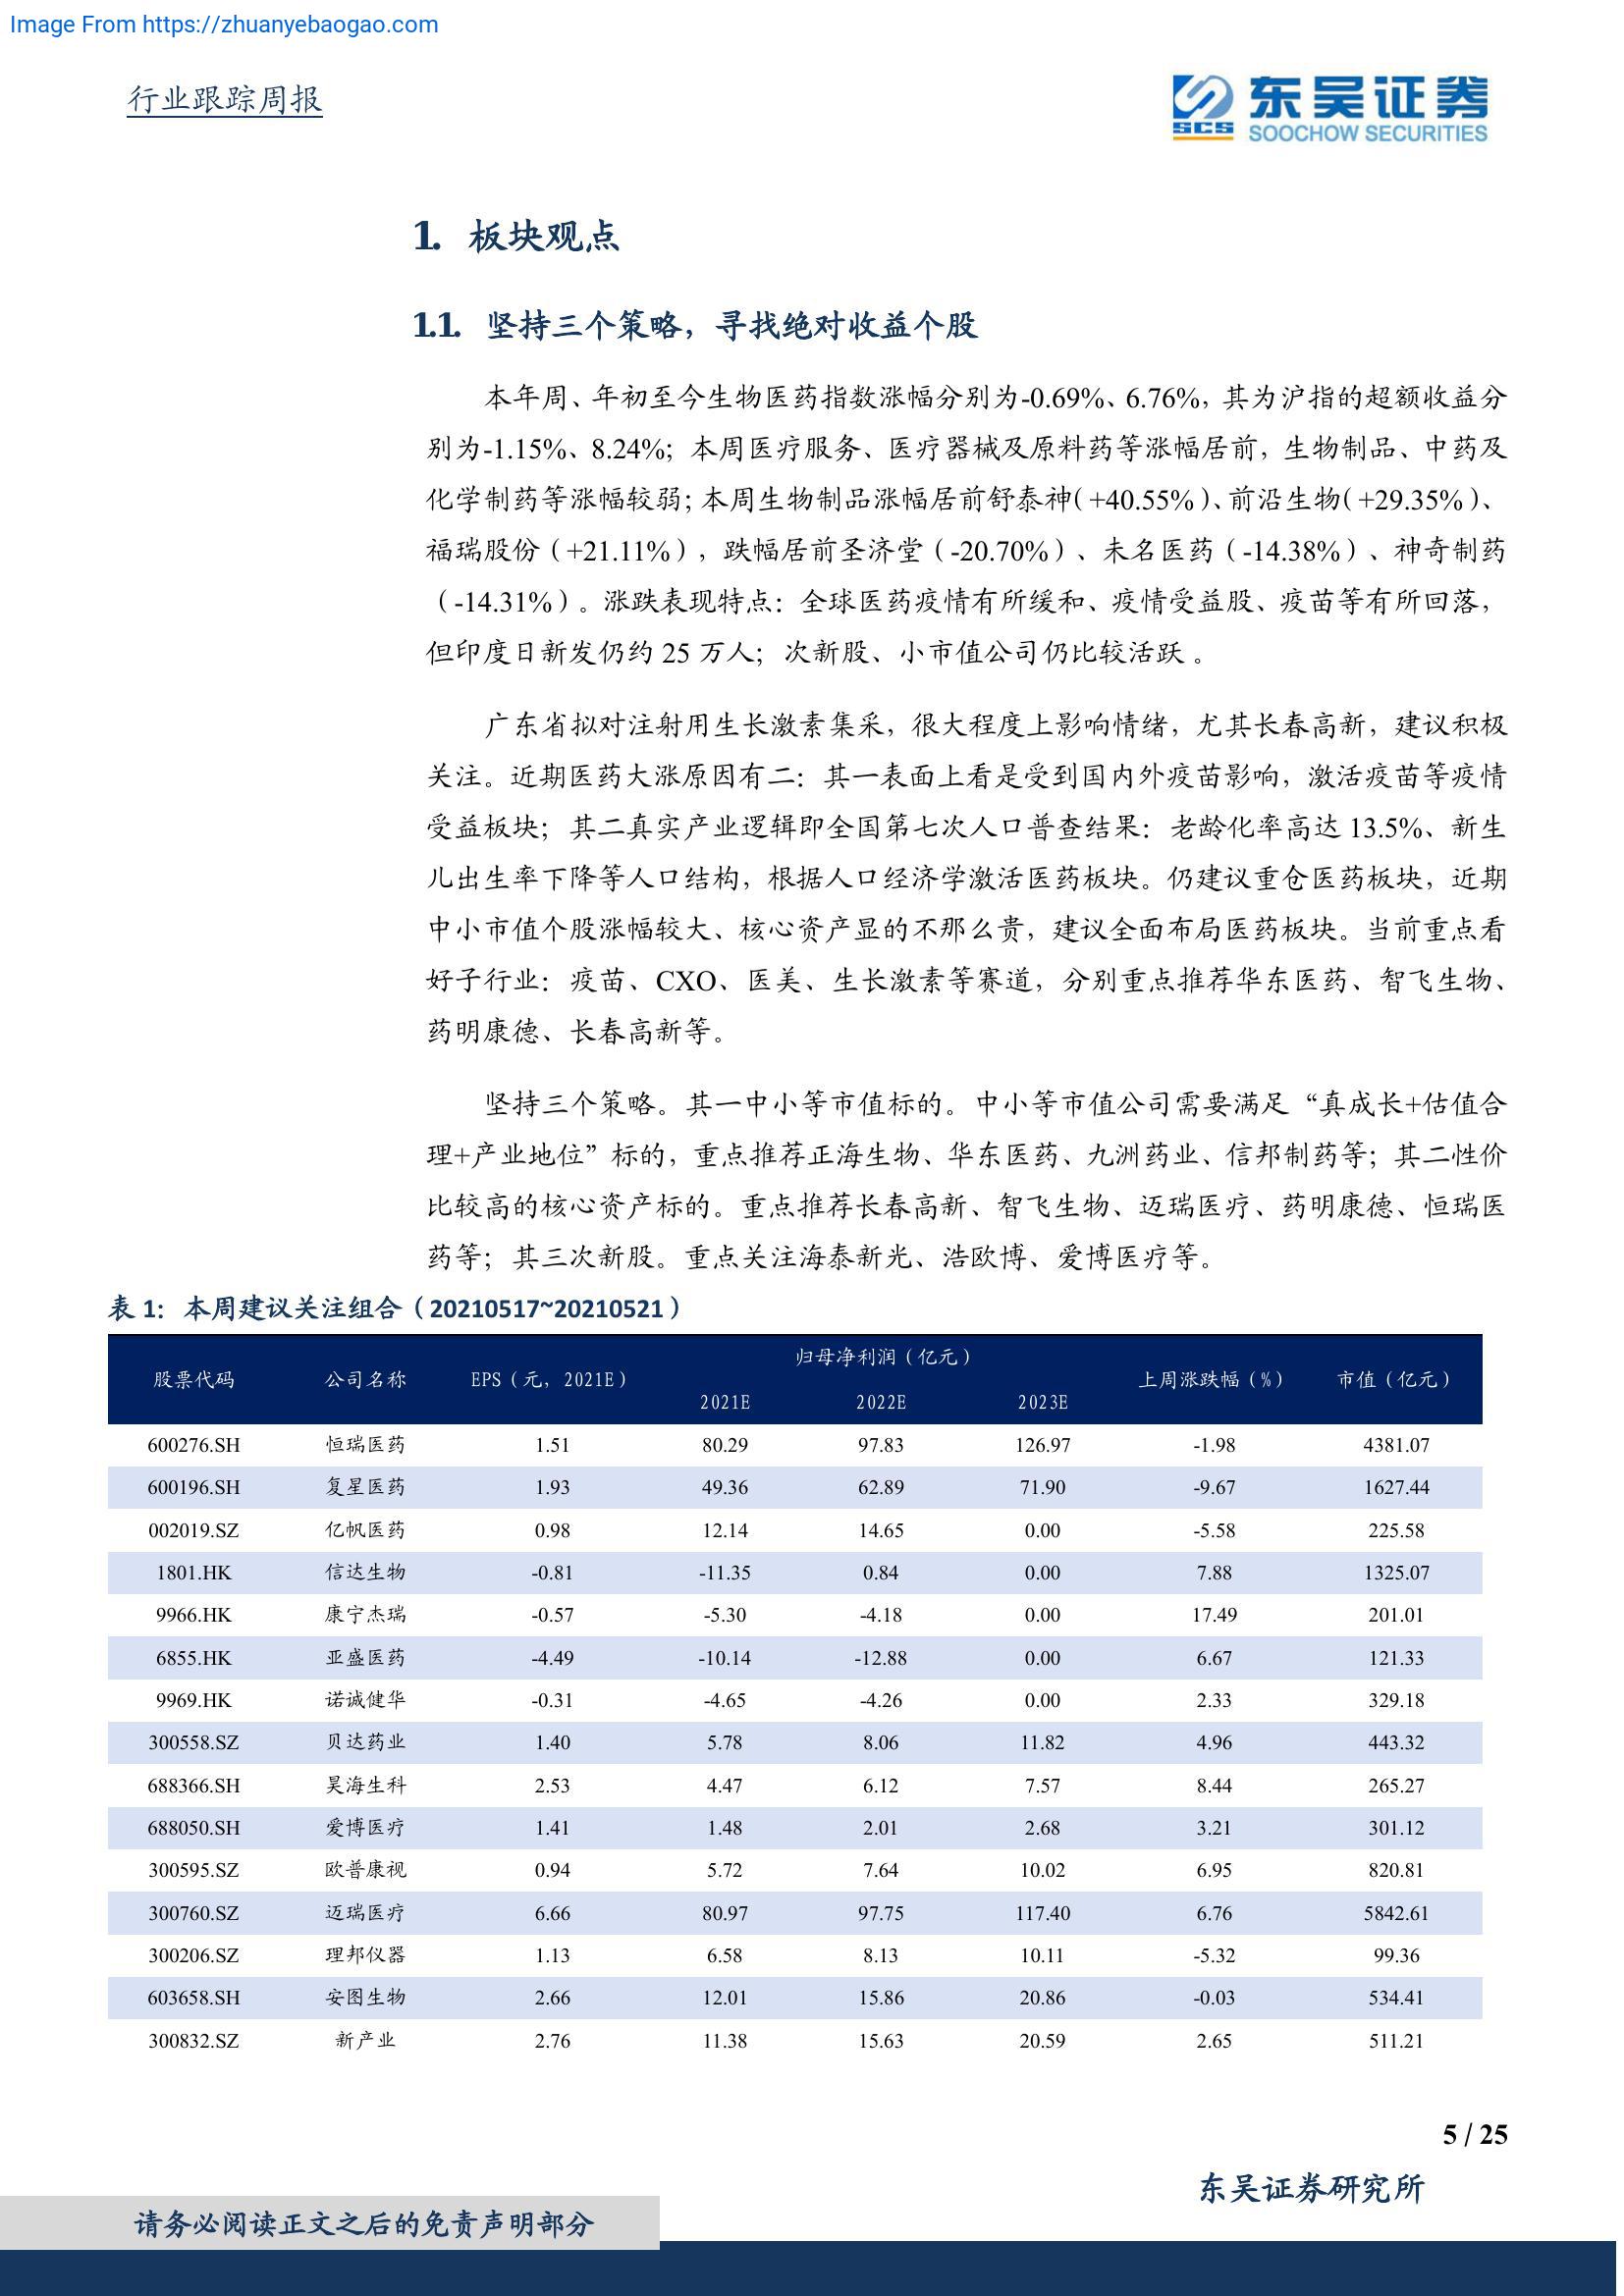 Image From https://zhuanyebaogao.com
行业跟踪周报
SCS
东吴证券
SOOCHOW SECURITIES
1. 板块观点
1.1. 坚持三个策略，寻找绝对收益个股
本年周、年初至今生物医药指数涨幅分别为-0.69%、6.76%，其为沪指的超额收益分
别为-1.15%、8.24%；本周医疗服务、医疗器械及原料药等涨幅居前，生物制品、中药及
化学制药等涨幅较弱；本周生物制品涨幅居前舒泰神（+40.55%）、前沿生物（+29.35%）、
福瑞股份（+21.11%），跌幅居前圣济堂（-20.70%）、未名医药（-14.38%）、神奇制药
（-14.31%）。涨跌表现特点：全球医药疫情有所缓和、疫情受益股、疫苗等有所回落，
但印度日新发仍约 25 万人；次新股、小市值公司仍比较活跃 。
广东省拟对注射用生长激素集采，很大程度上影响情绪，尤其长春高新，建议积极
关注。近期医药大涨原因有二：其一表面上看是受到国内外疫苗影响，激活疫苗等疫情
受益板块；其二真实产业逻辑即全国第七次人口普查结果：老龄化率高达 13.5%、新生
儿出生率下降等人口结构，根据人口经济学激活医药板块。仍建议重仓医药板块，近期
中小市值个股涨幅较大、核心资产显的不那么贵，建议全面布局医药板块。当前重点看
好子行业：疫苗、CXO、医美、生长激素等赛道，分别重点推荐华东医药、智飞生物、
药明康德、长春高新等。
坚持三个策略。其一中小等市值标的。中小等市值公司需要满足“真成长+估值合
理+产业地位”标的，重点推荐正海生物、华东医药、九洲药业、信邦制药等；其二性价
比较高的核心资产标的。重点推荐长春高新、智飞生物、迈瑞医疗、药明康德、恒瑞医
药等；其三次新股。重点关注海泰新光、浩欧博、爱博医疗等。
表 1：本周建议关注组合（20210517~20210521）
股票代码 公司名称 EPS（元，2021E） 归母净利润（亿元） 上周涨跌幅（%） 市值（亿元）
2021E 2022E 2023E
600276.SH 恒瑞医药 1.51 80.29 97.83 126.97 -1.98 4381.07
600196.SH 复星医药 1.93 49.36 62.89 71.90 -9.67 1627.44
002019.SZ 亿帆医药 0.98 12.14 14.65 0.00 -5.58 225.58
1801.HK 信达生物 -0.81 -11.35 0.84 0.00 7.88 1325.07
9966.HK 康宁杰瑞 -0.57 -5.30 -4.18 0.00 17.49 201.01
6855.HK 亚盛医药 -4.49 -10.14 -12.88 0.00 6.67 121.33
9969.HK 诺诚健华 -0.31 -4.65 -4.26 0.00 2.33 329.18
300558.SZ 贝达药业 1.40 5.78 8.06 11.82 4.96 443.32
688366.SH 昊海生科 2.53 4.47 6.12 7.57 8.44 265.27
688050.SH 爱博医疗 1.41 1.48 2.01 2.68 3.21 301.12
300595.SZ 欧普康视 0.94 5.72 7.64 10.02 6.95 820.81
300760.SZ 迈瑞医疗 6.66 80.97 97.75 117.40 6.76 5842.61
300206.SZ 理邦仪器 1.13 6.58 8.13 10.11 -5.32 99.36
603658.SH 安图生物 2.66 12.01 15.86 20.86 -0.03 534.41
300832.SZ 新产业 2.76 11.38 15.63 20.59 2.65 511.21
5 / 25
东吴证券研究所
请务必阅读正文之后的免责声明部分